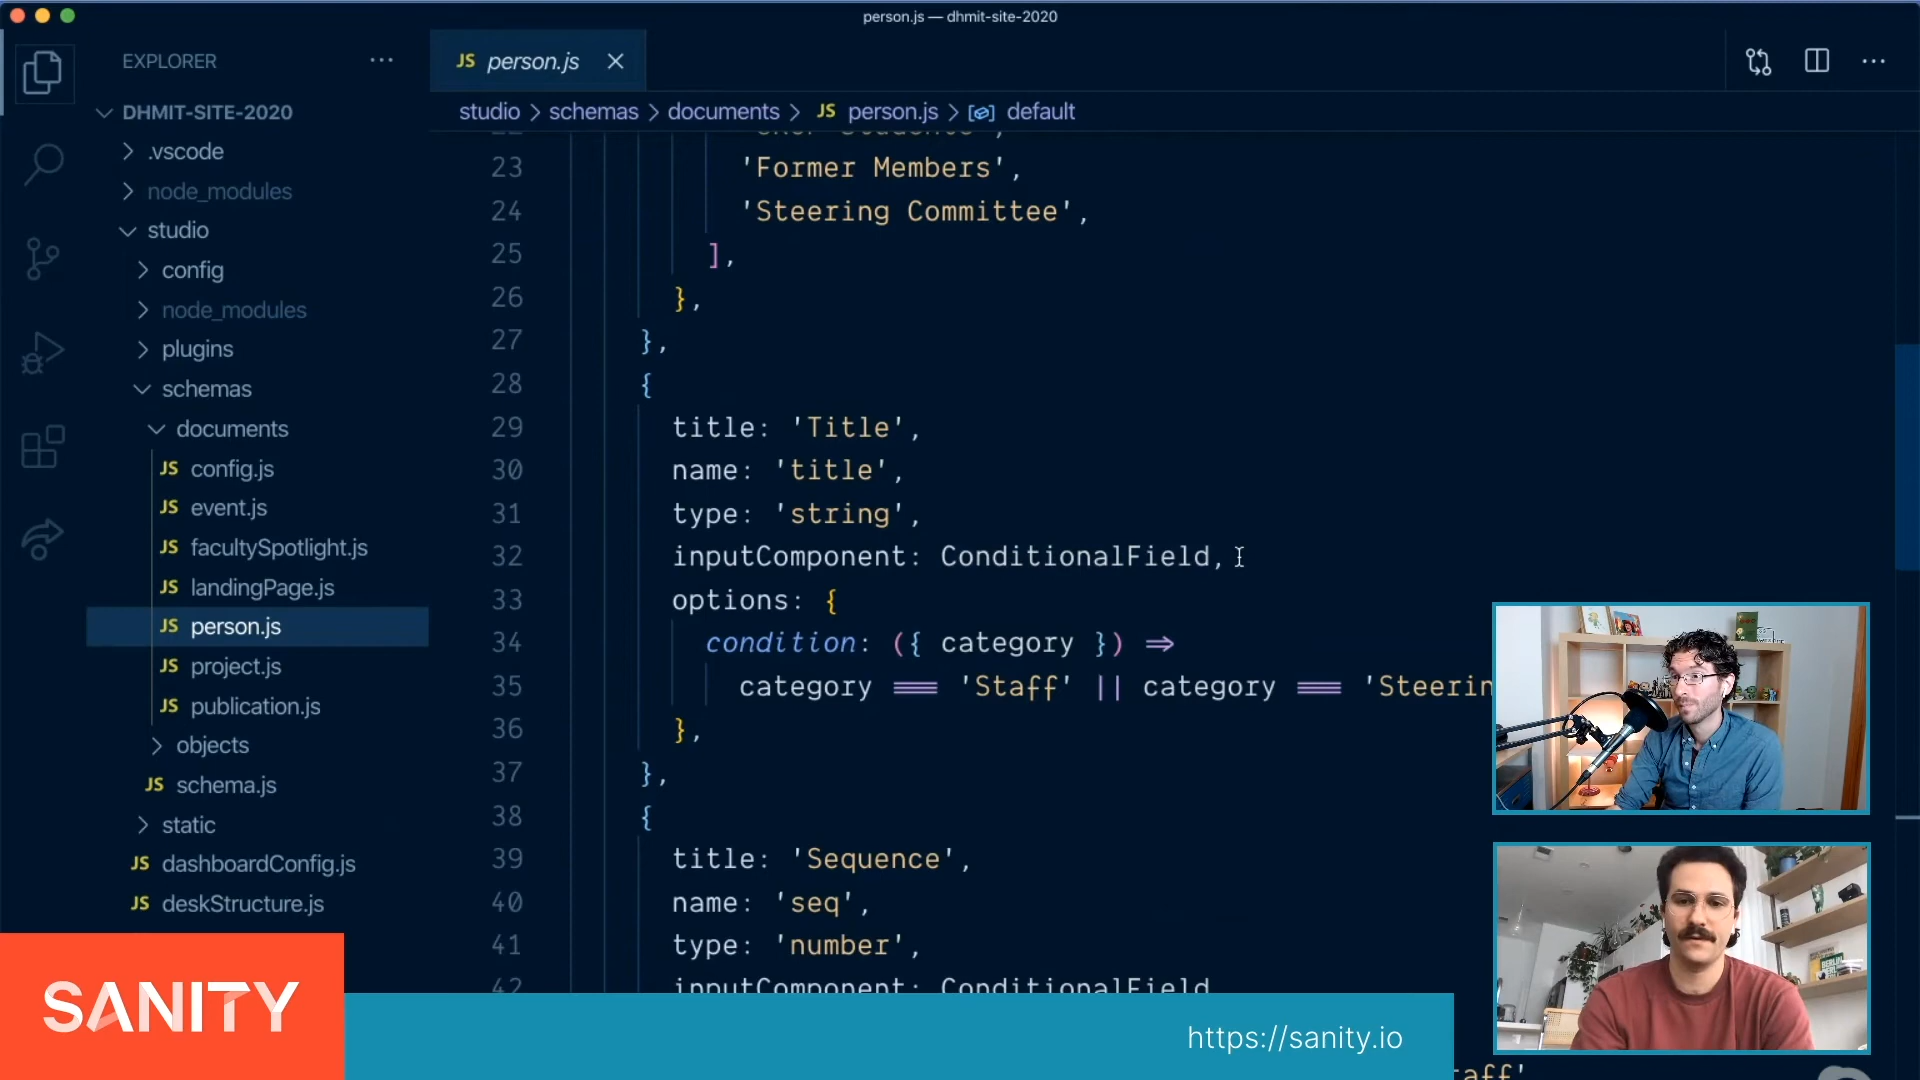 person.js — dhmit-site-2020
EXPLORER
DHMIT-SITE-2020
.vscode
node_modules
studio
config
node_modules
plugins
schemas
documents
JS config.js
JS event.js
JS facultySpotlight.js
JS landingPage.js
JS person.js
JS project.js
JS publication.js
objects
JS schema.js
static
JS dashboardConfig.js
JS deskStructure.js
JS person.js
studio > schemas > documents > JS person.js > default
23 'Former Members',
24 'Steering Committee',
25 ],
26 },
27 },
28 {
29 title: 'Title',
30 name: 'title',
31 type: 'string',
32 inputComponent: ConditionalField,
33 options: {
34 condition: ({ category }) =>
35 category === 'Staff' || category === 'Steerin
36 },
37 },
38 {
39 title: 'Sequence',
40 name: 'seq',
41 type: 'number',
42 inputComponent: ConditionalField
SANITY
https://sanity.io